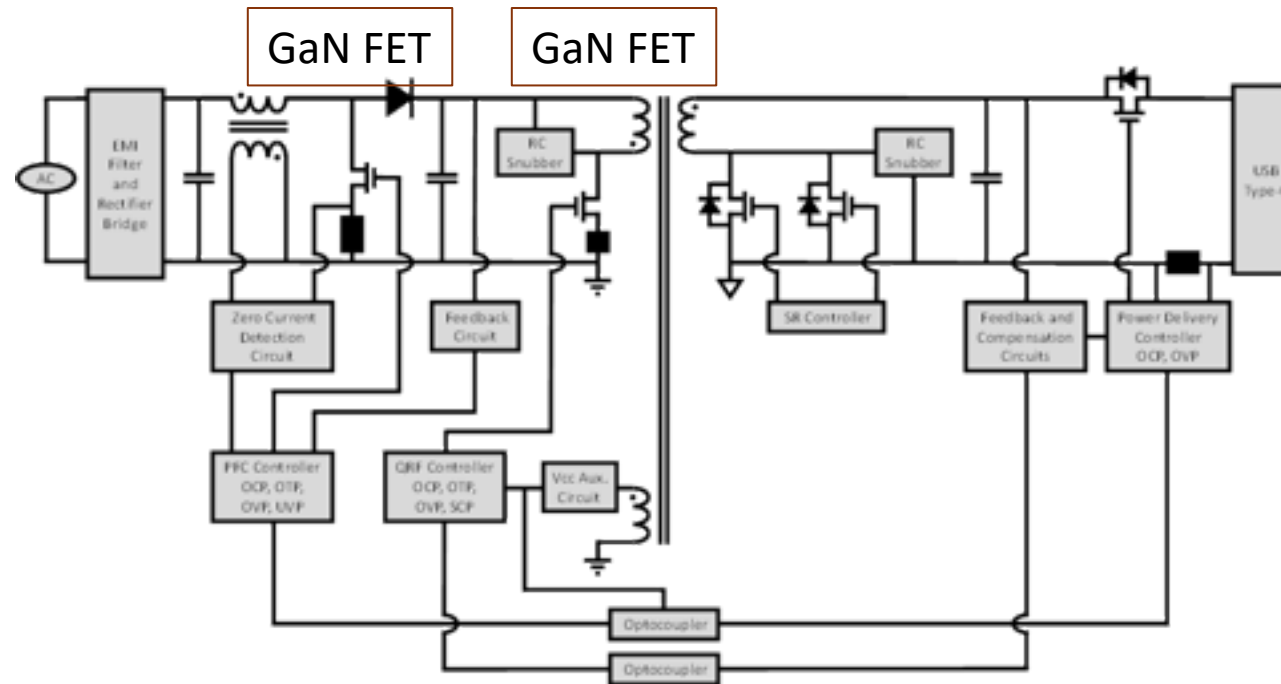 GaN FET
GaN FET
AC
EMI
Filter
and
Rectifier
Bridge
RC
Snubber
RC
Snubber
USB
Type-
Zero Current
Detection
Circuit
Feedback
Circuit
SR Controller
Feedback and
Compensation
Circuits
Power Delivery
Controller
OCP, OVP
PFC Controller
OCP, OTP,
OVP, UVP
QRF Controller
OCP, OTP,
OVP, SCP
Vcc Aux.
Circuit
Optocoupler
Optocoupler